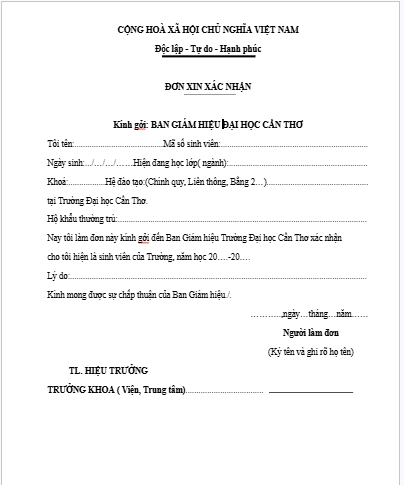 CỘNG HOÀ XÃ HỘI CHỦ NGHĨA VIỆT NAM
Độc lập - Tự do - Hạnh phúc
ĐƠN XIN XÁC NHẬN
Kính gởi: BAN GIÁM HIỆU ĐẠI HỌC CẦN THƠ
Tôi tên:.......................................Mã số sinh viên:................................................................
Ngày sinh:…/…/…/……Hiện đang học lớp( ngành):............................................................
Khoá:................Hệ đào tạo:(Chính quy, Liên thông, Bằng 2…)............................................
tại Trường Đại học Cần Thơ.
Hộ khẩu thường trú:.............................................................................................................
Nay tôi làm đơn này kính gởi đến Ban Giám hiệu Trường Đại học Cần Thơ xác nhận
cho tôi hiện là sinh viên của Trường, năm học 20….-20….
Lý do:...................................................................................................................................
Kính mong được sự chấp thuận của Ban Giám hiệu./.
………..,ngày…tháng…năm……
Người làm đơn
(Ký tên và ghi rõ họ tên)
TL. HIỆU TRƯỞNG
TRƯỞNG KHOA ( Viện, Trung tâm)..................................